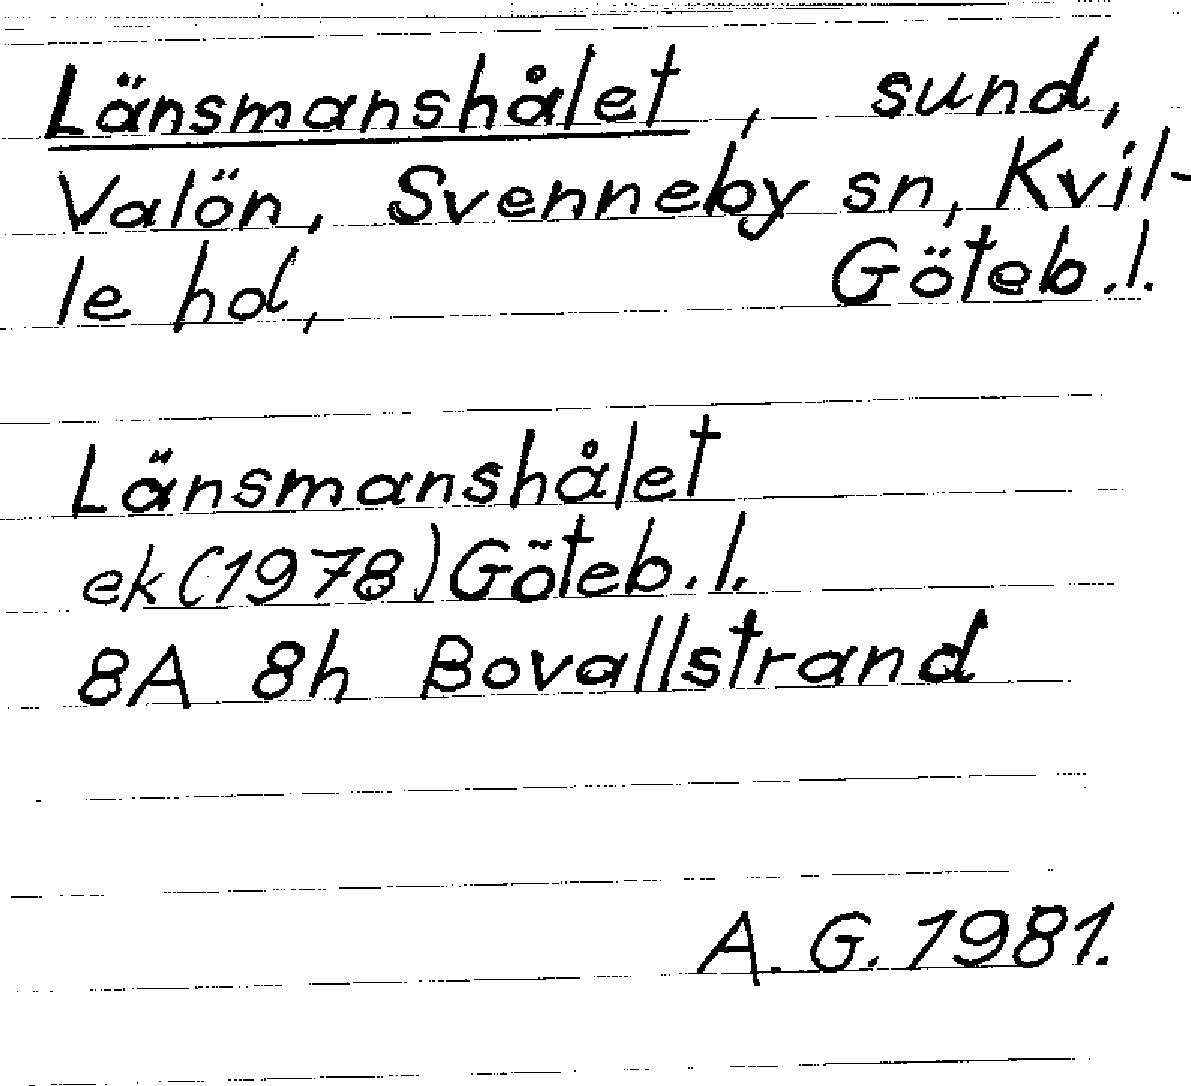 Länsmanshålet, sund,
Valön, Svenneby sn, Kvil-
le hd, Göteb.l.
Länsmanshålet
ek (1978) Göteb.l.
8A 8h Bovallstrand
A.G. 1981.